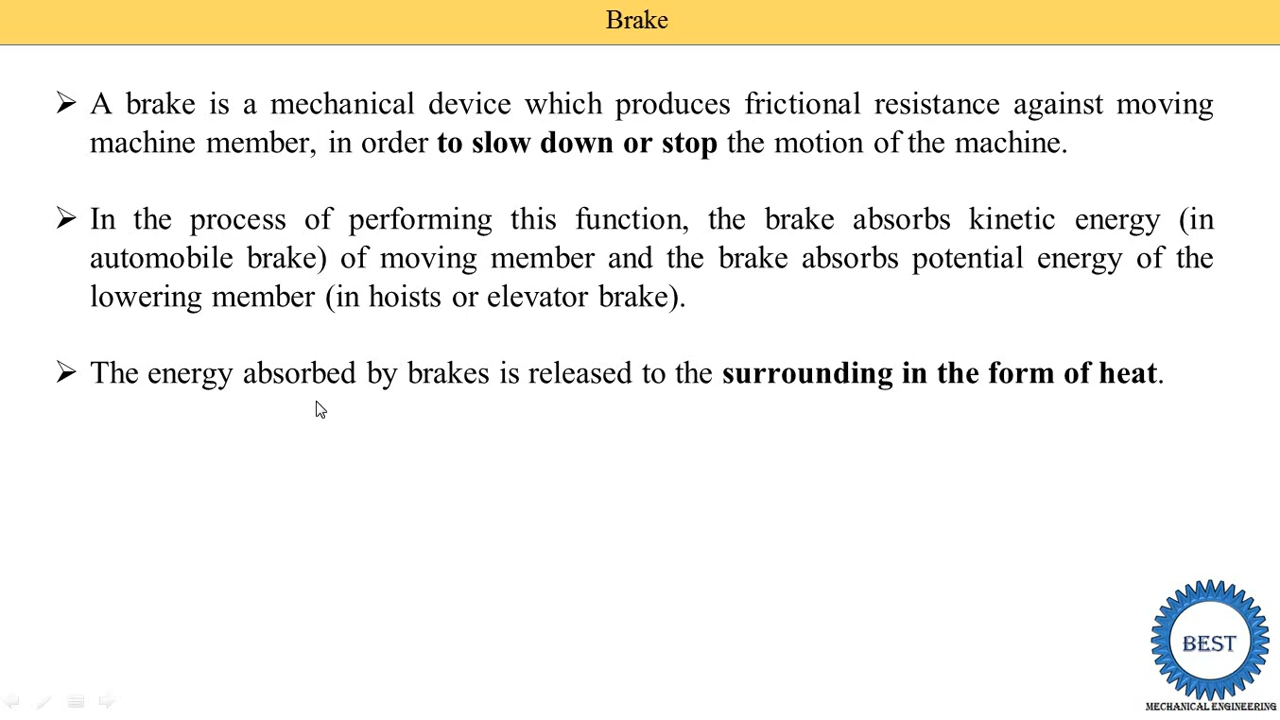 Brake
➢ A brake is a mechanical device which produces frictional resistance against moving
machine member, in order to slow down or stop the motion of the machine.
➢ In the process of performing this function, the brake absorbs kinetic energy (in
automobile brake) of moving member and the brake absorbs potential energy of the
lowering member (in hoists or elevator brake).
➢ The energy absorbed by brakes is released to the surrounding in the form of heat.
BEST
MECHANICAL ENGINEERING